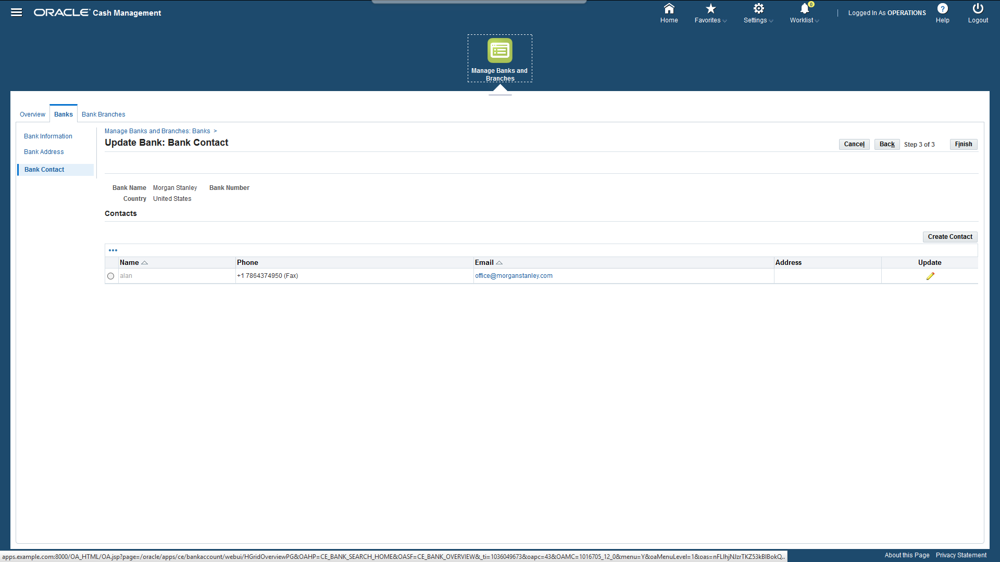 ORACLE Cash Management
Home
Favorites
Settings
0
Worklist
Logged In As OPERATIONS
?
Help
Logout
Manage Banks and
Branches
Overview
Banks
Bank Branches
Bank Information
Bank Address
Bank Contact
Manage Banks and Branches: Banks >
Update Bank: Bank Contact
Cancel
Back
Step 3 of 3
Finish
Bank Name Morgan Stanley Bank Number
Country United States
Contacts
Create Contact
Name Phone Email Address Update
alan +1 7864374950 (Fax) office@morganstanley.com
apps.example.com:8000/OA_HTML/OA.jsp?page=/oracle/apps/ce/bankaccount/webui/HGridOverviewPG&OAHP=CE_BANK_SEARCH_HOME&OASF=CE_BANK_OVERVIEW&_ti=1036049673&oapc=43&OAMC=1016705_12_0&menu=Y&oaMenuLevel=1&oas=nFLIhjNJzrTKZ53kBIBokQ..
About this Page Privacy Statement